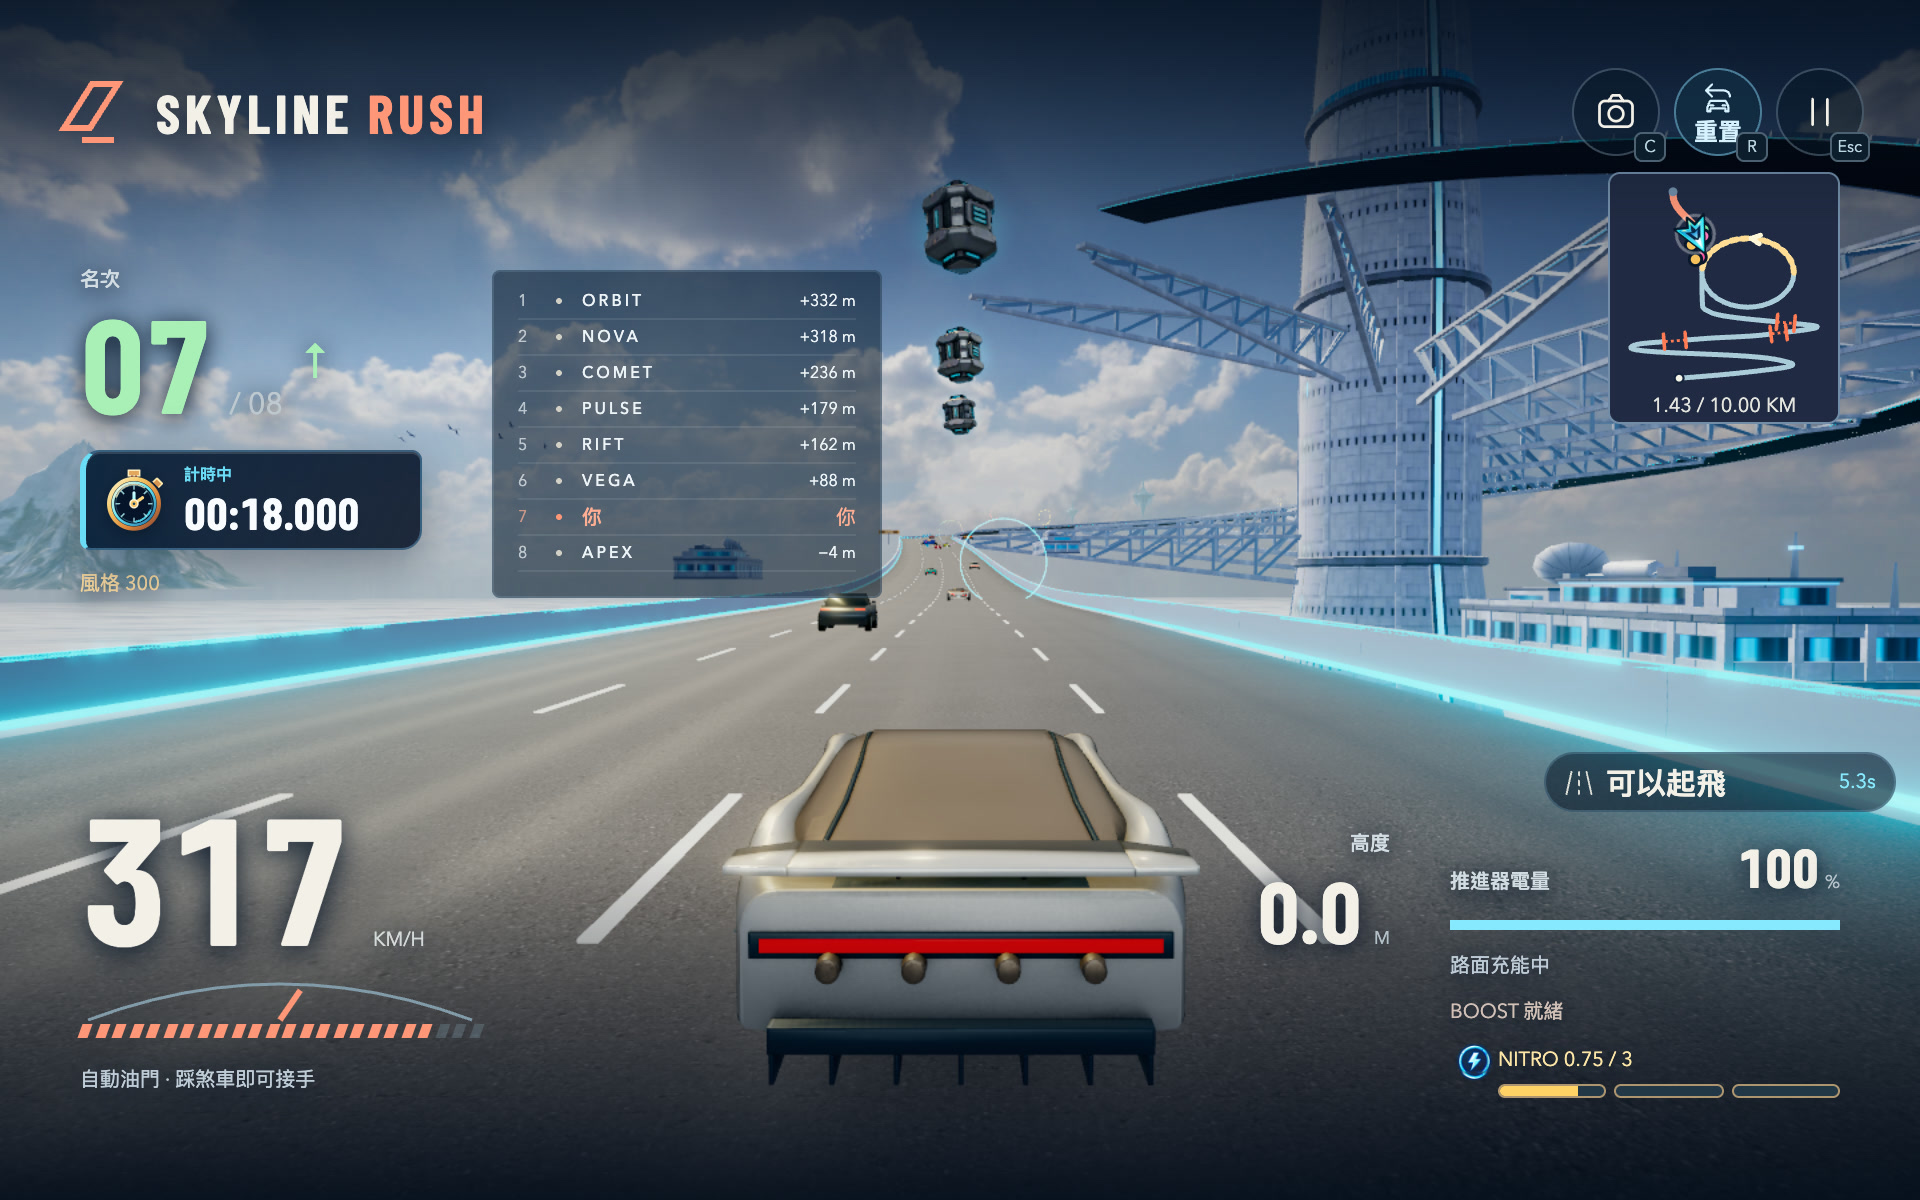 SKYLINE RUSH
重置
C
R
Esc
名次
07 / 08
計時中
00:18.000
風格 300
1 • ORBIT +332 m
2 • NOVA +318 m
3 • COMET +236 m
4 • PULSE +179 m
5 • RIFT +162 m
6 • VEGA +88 m
7 • 你 你
8 • APEX −4 m
1.43 / 10.00 KM
可以起飛 5.3s
317 KM/H
自動油門 · 踩煞車即可接手
高度
0.0 M
推進器電量 100 %
路面充能中
BOOST 就緒
NITRO 0.75 / 3